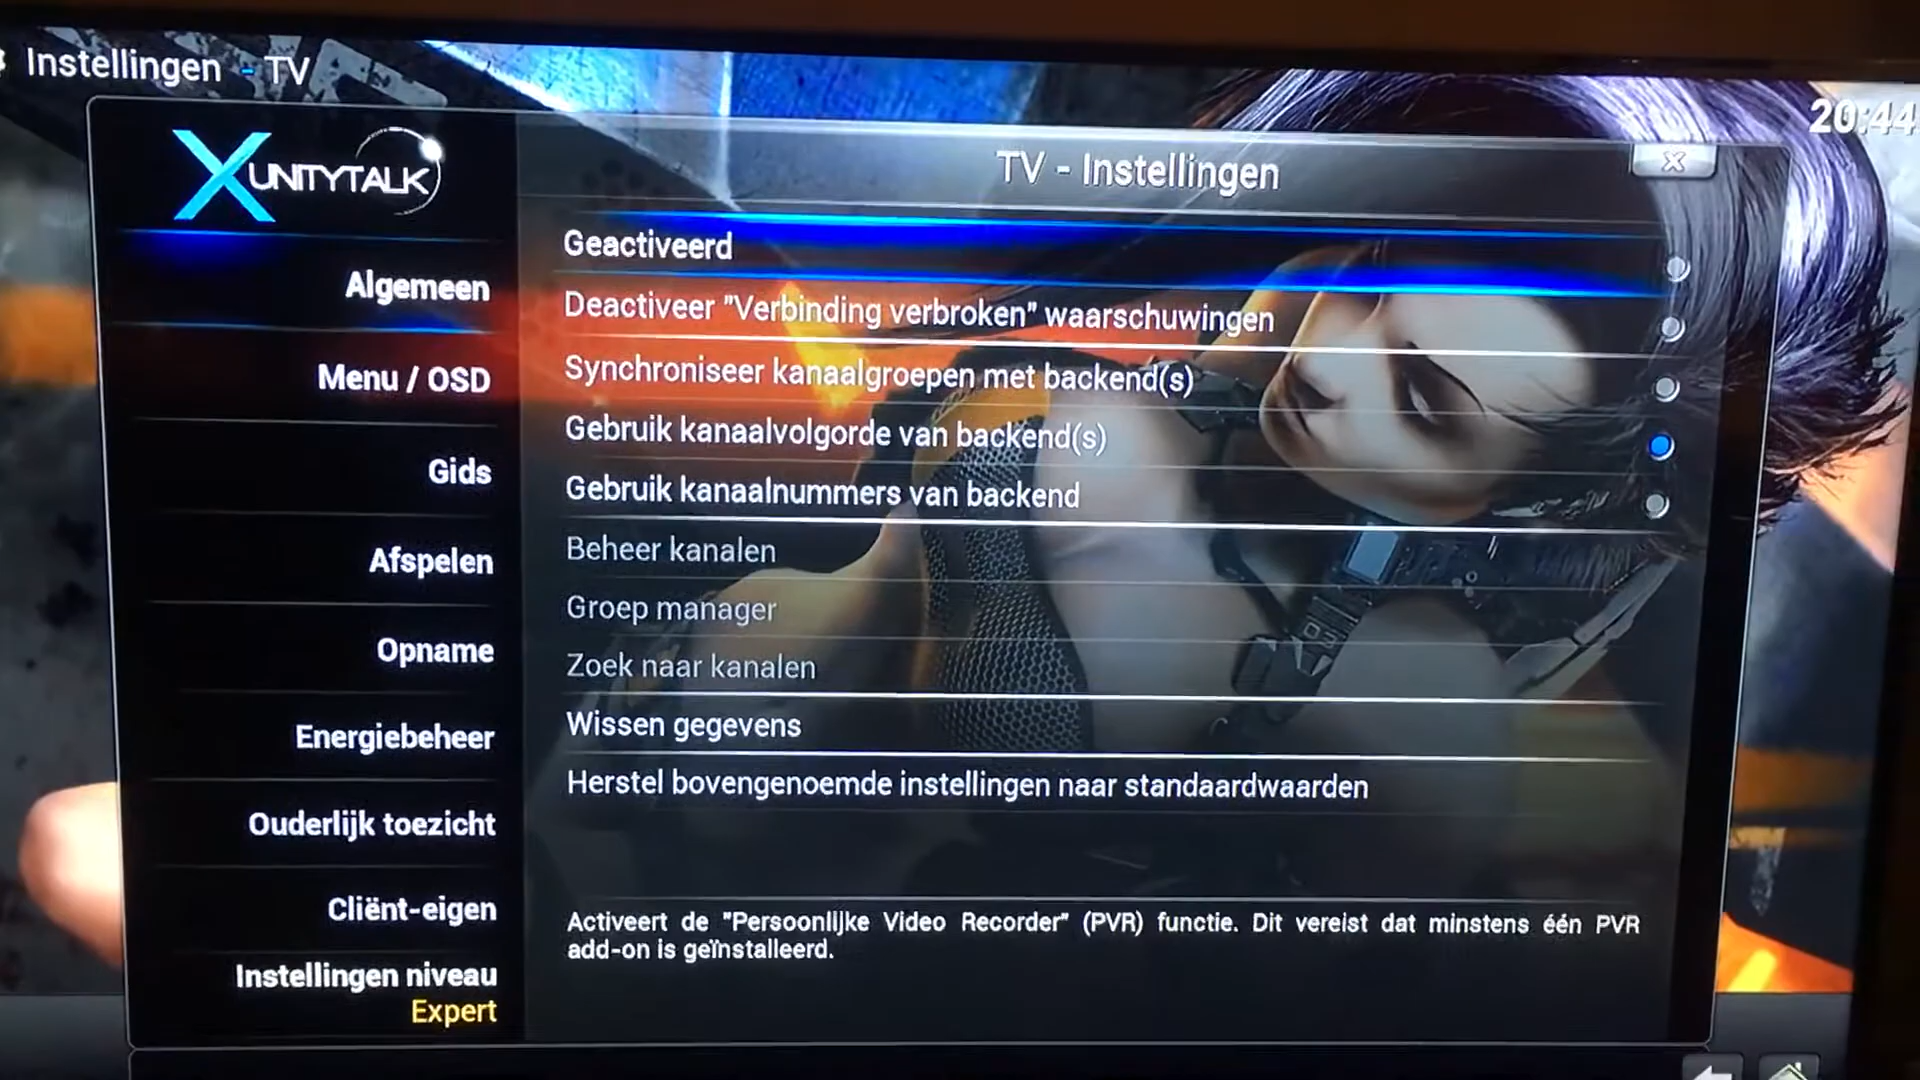 Instellingen - TV
20:44
XUNITYTALK
TV - Instellingen
x
Algemeen
Menu / OSD
Gids
Afspelen
Opname
Energiebeheer
Ouderlijk toezicht
Cliënt-eigen
Instellingen niveau
Expert
Geactiveerd
Deactiveer "Verbinding verbroken" waarschuwingen
Synchroniseer kanaalgroepen met backend(s)
Gebruik kanaalvolgorde van backend(s)
Gebruik kanaalnummers van backend
Beheer kanalen
Groep manager
Zoek naar kanalen
Wissen gegevens
Herstel bovengenoemde instellingen naar standaardwaarden
Activeert de "Persoonlijke Video Recorder" (PVR) functie. Dit vereist dat minstens één PVR
add-on is geïnstalleerd.